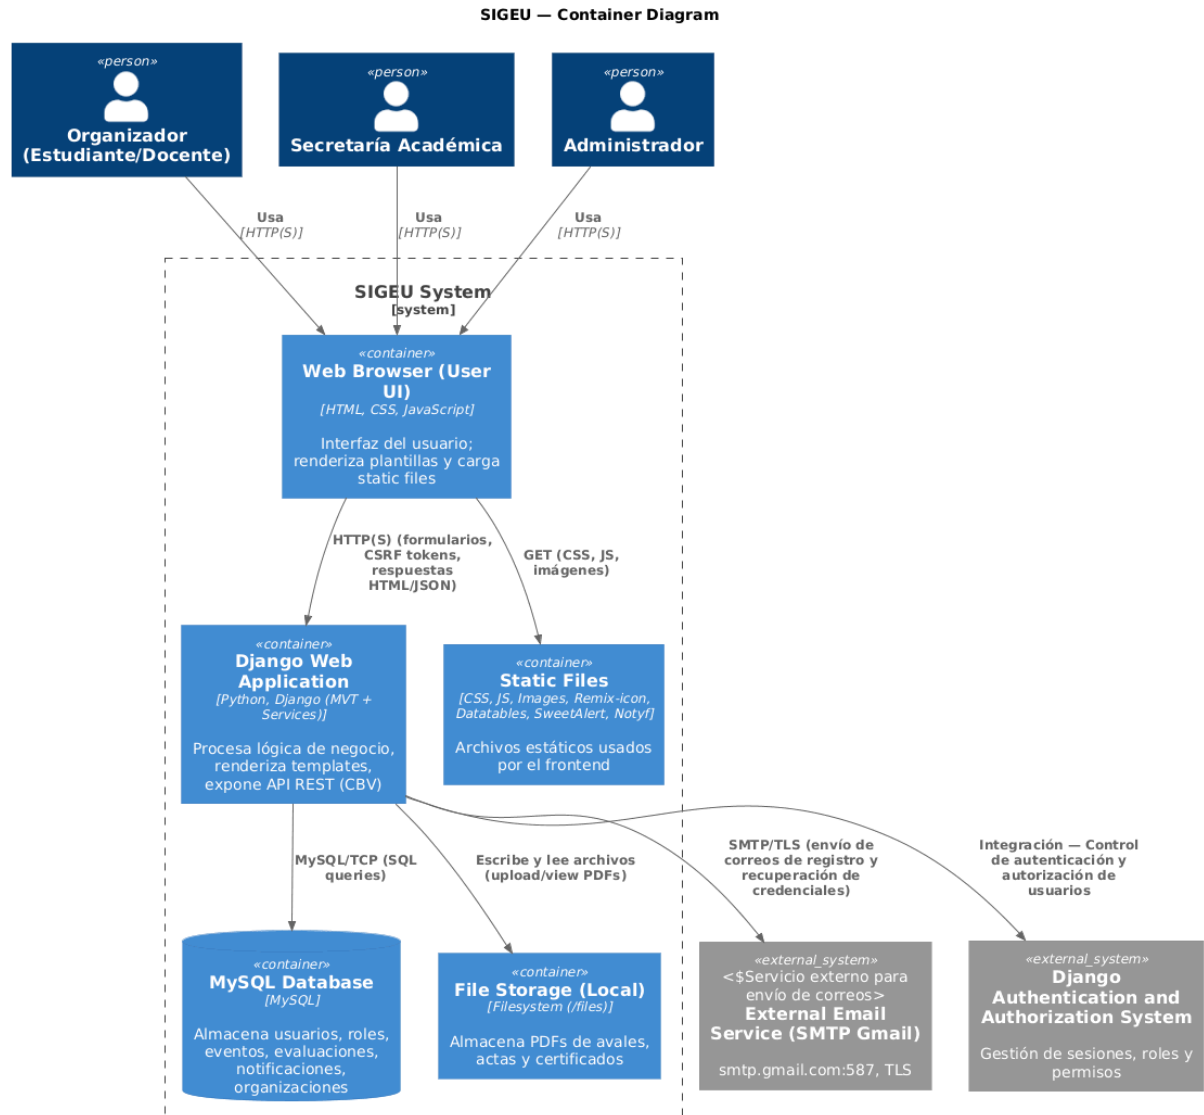 SIGEU — Container Diagram
«person»
Organizador
(Estudiante/Docente)
«person»
Secretaría Académica
«person»
Administrador
Usa
[HTTP(S)]
Usa
[HTTP(S)]
Usa
[HTTP(S)]
SIGEU System
[system]
«container»
Web Browser (User
UI)
[HTML, CSS, JavaScript]
Interfaz del usuario;
renderiza plantillas y carga
static files
HTTP(S) (formularios,
CSRF tokens,
respuestas
HTML/JSON)
GET (CSS, JS,
imágenes)
«container»
Django Web
Application
[Python, Django (MVT +
Services)]
Procesa lógica de negocio,
renderiza templates,
expone API REST (CBV)
«container»
Static Files
[CSS, JS, Images, Remix-icon,
Datatables, SweetAlert, Notyf]
Archivos estáticos usados
por el frontend
MySQL/TCP (SQL
queries)
Escribe y lee archivos
(upload/view PDFs)
SMTP/TLS (envío de
correos de registro y
recuperación de
credenciales)
Integración — Control
de autenticación y
autorización de
usuarios
«container»
MySQL Database
[MySQL]
Almacena usuarios, roles,
eventos, evaluaciones,
notificaciones,
organizaciones
«container»
File Storage (Local)
[Filesystem (/files)]
Almacena PDFs de avales,
actas y certificados
«external_system»
<$Servicio externo para
envío de correos>
External Email
Service (SMTP Gmail)
smtp.gmail.com:587, TLS
«external_system»
Django
Authentication and
Authorization System
Gestión de sesiones, roles y
permisos